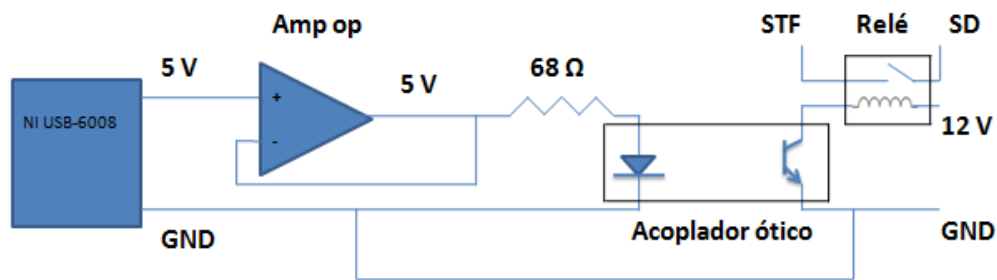 Amp op
STF
Relé
SD
5 V
5 V
68 Ω
NI USB-6008
+
-
12 V
GND
Acoplador ótico
GND